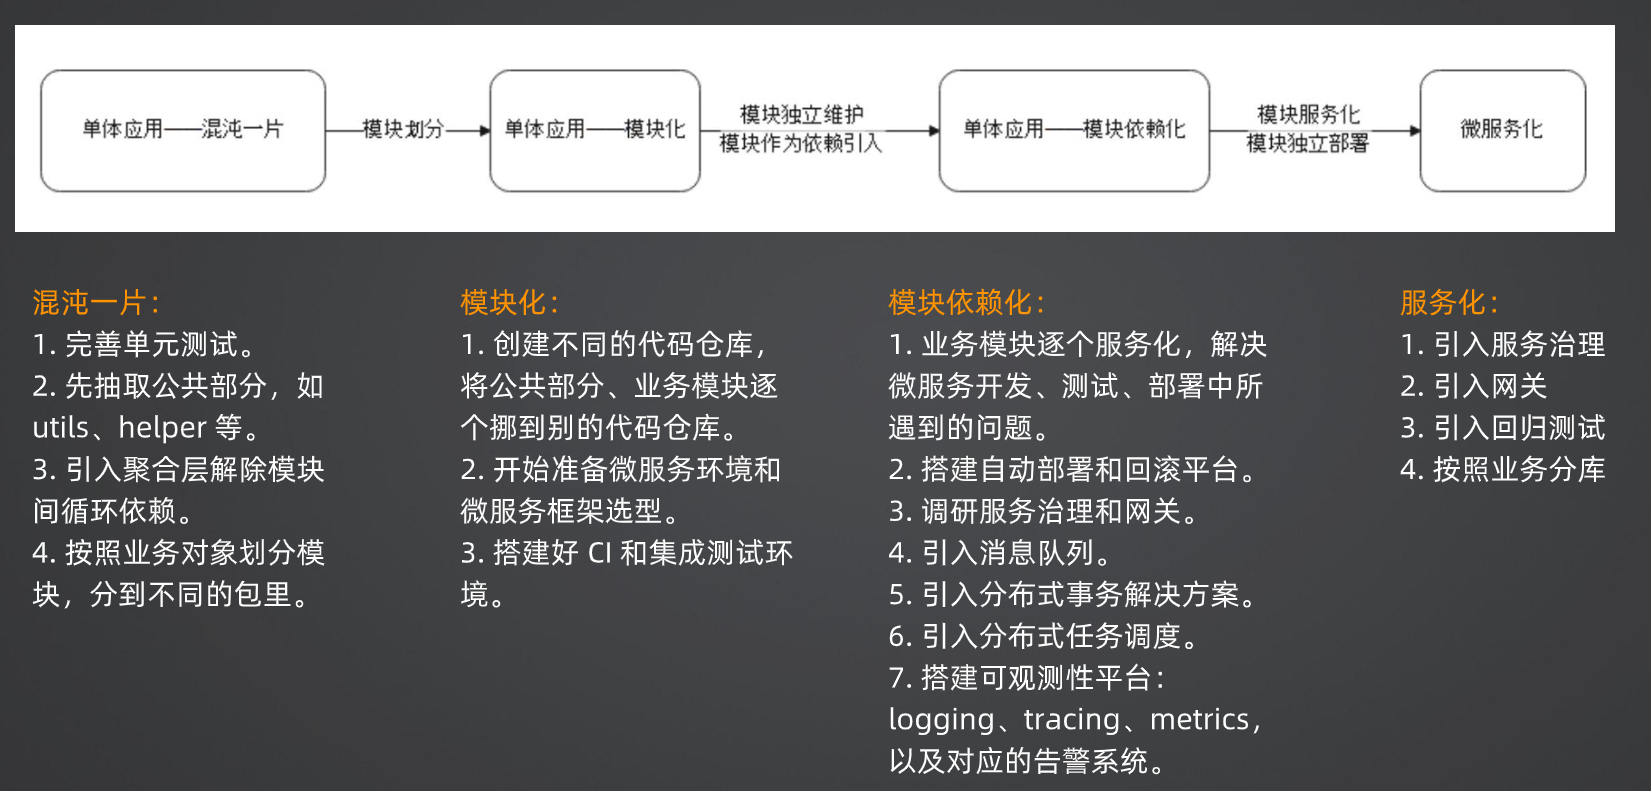 单体应用——混沌一片
模块划分
单体应用——模块化
模块独立维护
模块作为依赖引入
单体应用——模块依赖化
模块服务化
模块独立部署
微服务化
混沌一片：
1. 完善单元测试。
2. 先抽取公共部分，如
utils、helper 等。
3. 引入聚合层解除模块
间循环依赖。
4. 按照业务对象划分模
块，分到不同的包里。
模块化：
1. 创建不同的代码仓库，
将公共部分、业务模块逐
个挪到别的代码仓库。
2. 开始准备微服务环境和
微服务框架选型。
3. 搭建好 CI 和集成测试环
境。
模块依赖化：
1. 业务模块逐个服务化，解决
微服务开发、测试、部署中所
遇到的问题。
2. 搭建自动部署和回滚平台。
3. 调研服务治理和网关。
4. 引入消息队列。
5. 引入分布式事务解决方案。
6. 引入分布式任务调度。
7. 搭建可观测性平台：
logging、tracing、metrics，
以及对应的告警系统。
服务化：
1. 引入服务治理
2. 引入网关
3. 引入回归测试
4. 按照业务分库